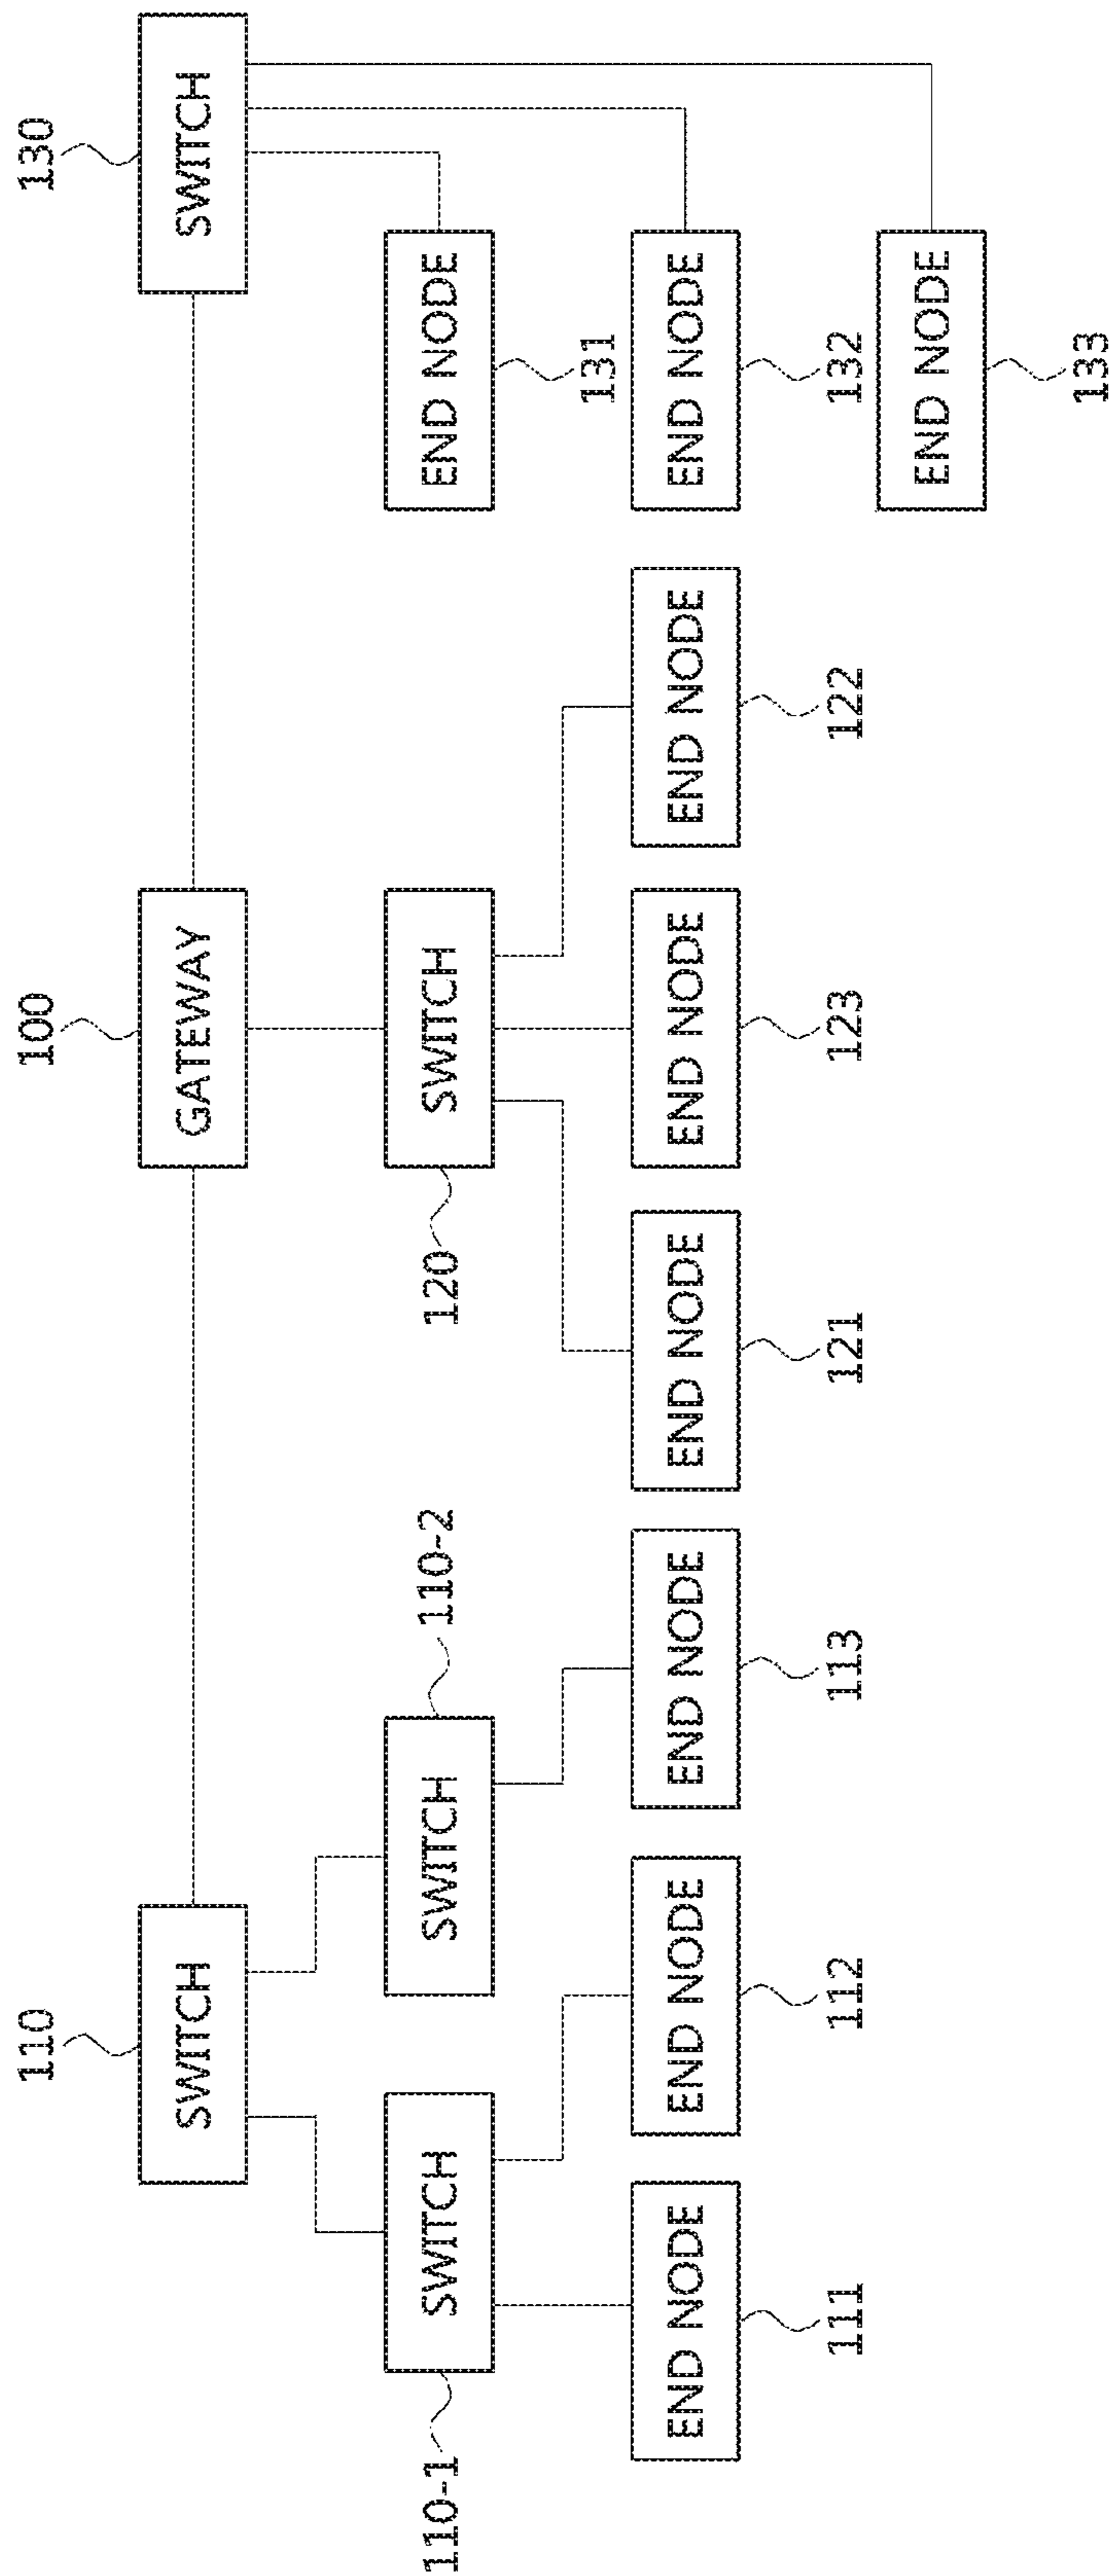 110
100
130
SWITCH
GATEWAY
SWITCH
110-1
SWITCH
SWITCH
110-2
120
SWITCH
END NODE
131
END NODE
111
END NODE
112
END NODE
113
END NODE
121
END NODE
123
END NODE
122
END NODE
132
END NODE
133